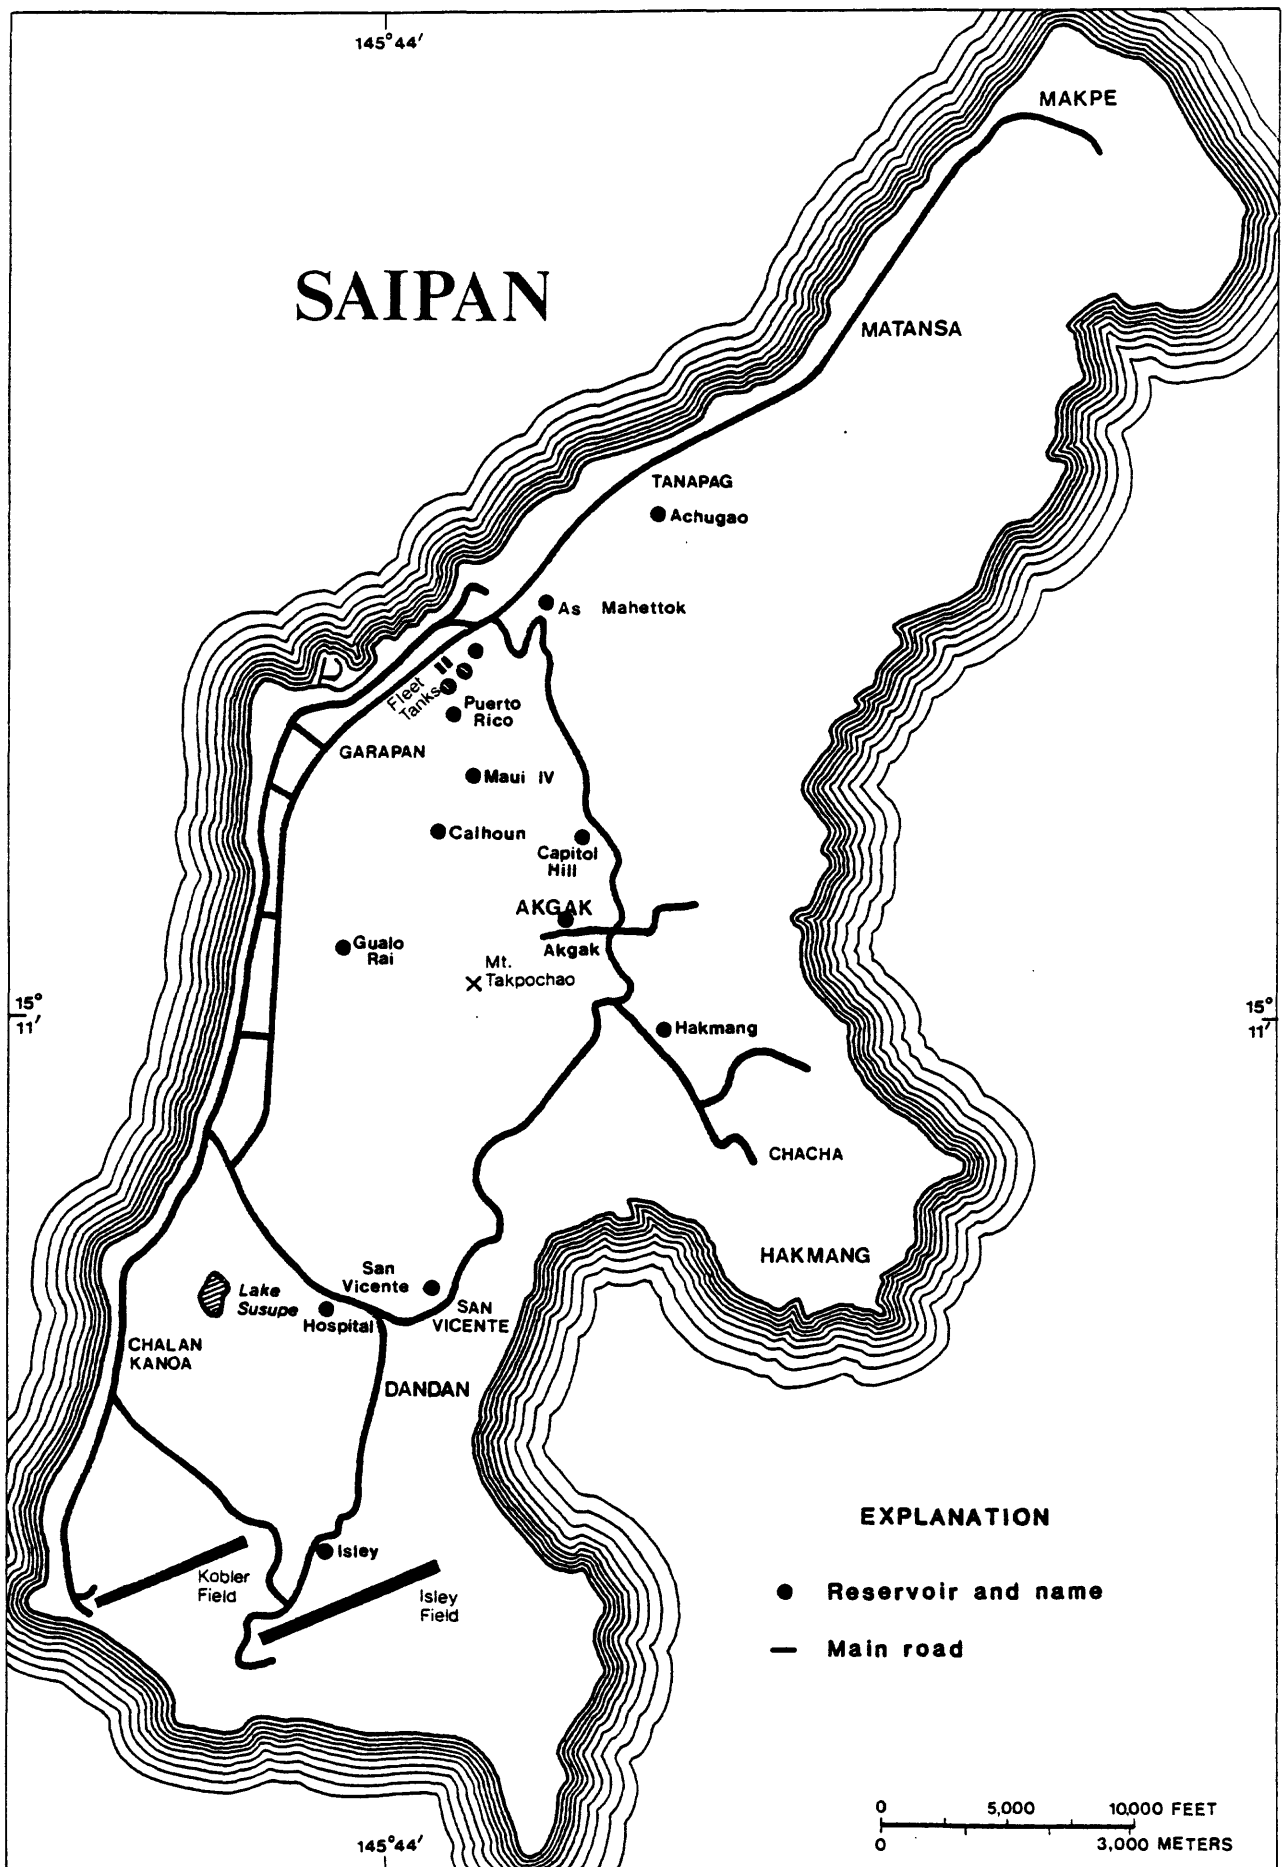 145°44′
MAKPE
SAIPAN
MATANSA
TANAPAG
Achugao
As Mahettok
Fleet
Tanks
Puerto
Rico
GARAPAN
Maui IV
Calhoun
Capitol
Hill
AKGAK
Akgak
Gualo
Rai
Mt.
Takpochao
15°
11′
15°
11′
Hakmang
CHACHA
HAKMANG
San
Vicente
Lake
Susupe
Hospital
SAN
VICENTE
CHALAN
KANOA
DANDAN
EXPLANATION
Isley
Kobler
Field
Isley
Field
Reservoir and name
Main road
0 5,000 10,000 FEET
0 3,000 METERS
145°44′